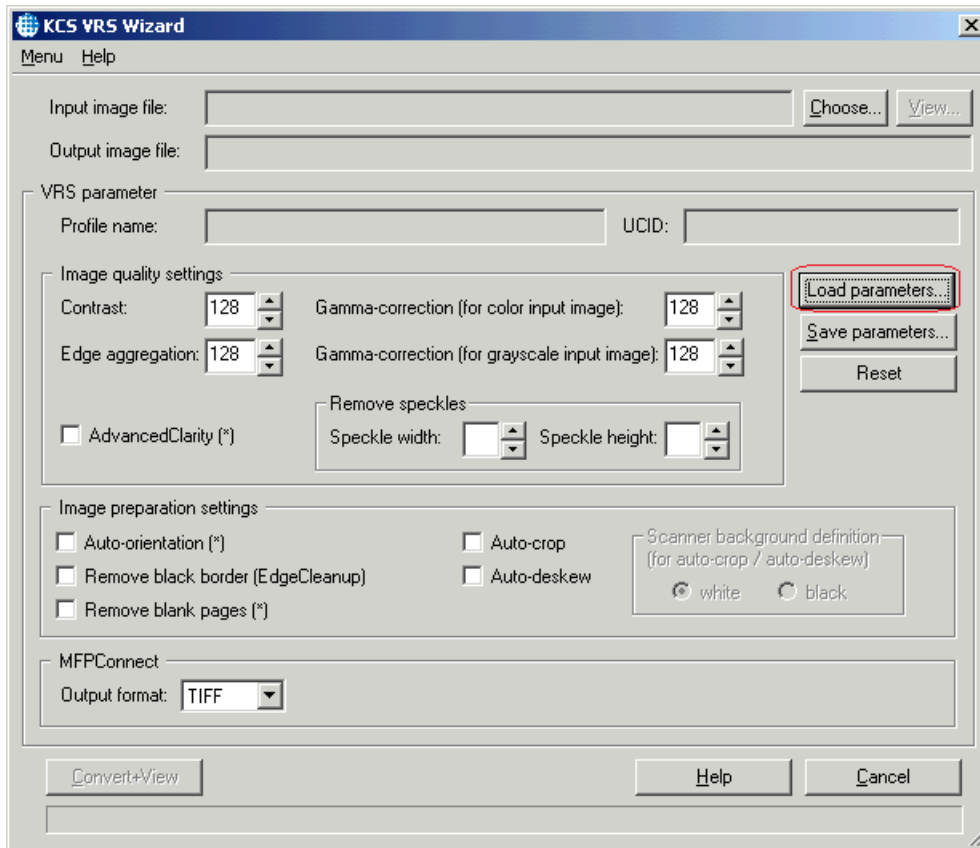 KCS VRS Wizard
Menu Help
Input image file: Choose... View...
Output image file:
VRS parameter
Profile name: UCID:
Image quality settings
Load parameters...
Contrast: 128 Gamma-correction (for color input image): 128
Save parameters...
Edge aggregation: 128 Gamma-correction (for grayscale input image): 128
Reset
Remove speckles
AdvancedClarity (*) Speckle width: Speckle height:
Image preparation settings
Auto-orientation (*) Auto-crop
Scanner background definition
(for auto-crop / auto-deskew)
Remove black border (EdgeCleanup) Auto-deskew
white black
Remove blank pages (*)
MFPConnect
Output format: TIFF
Convert+View Help Cancel